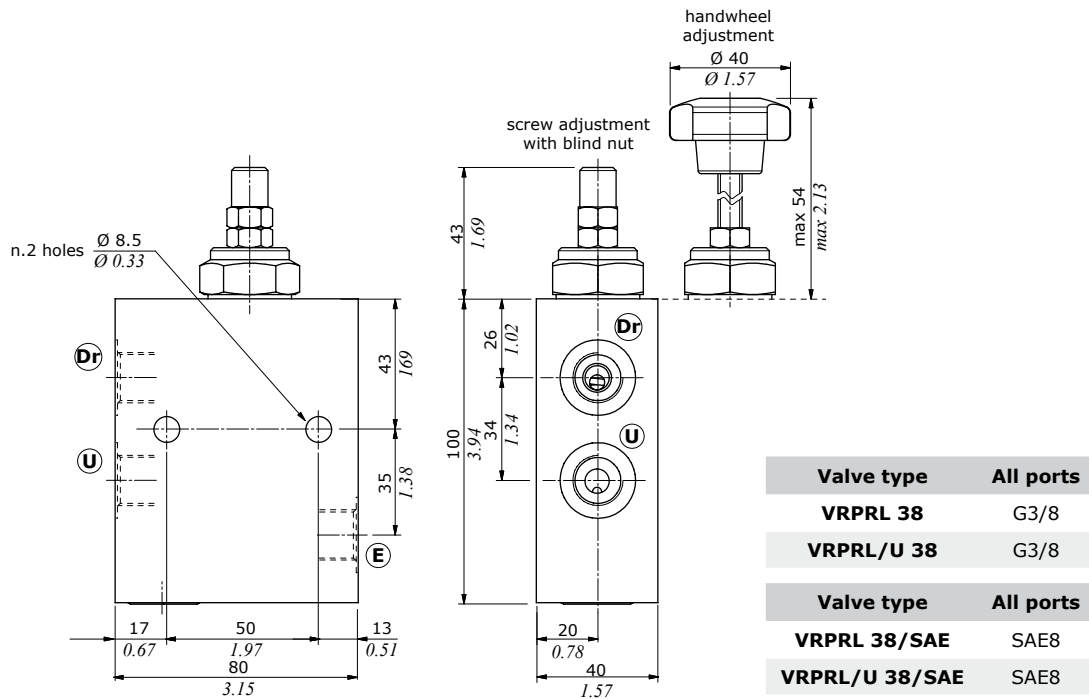 handwheel
adjustment
Ø 40
Ø 1.57
screw adjustment
with blind nut
max 54
max 2.13
43
1.69
n.2 holes
Ø 8.5
Ø 0.33
Dr
U
E
43
169
35
1.38
17
0.67
50
1.97
13
0.51
80
3.15
Dr
U
26
1.02
34
1.34
100
3.94
20
0.78
40
1.57
Valve type All ports
VRPRL 38 G3/8
VRPRL/U 38 G3/8
Valve type All ports
VRPRL 38/SAE SAE8
VRPRL/U 38/SAE SAE8